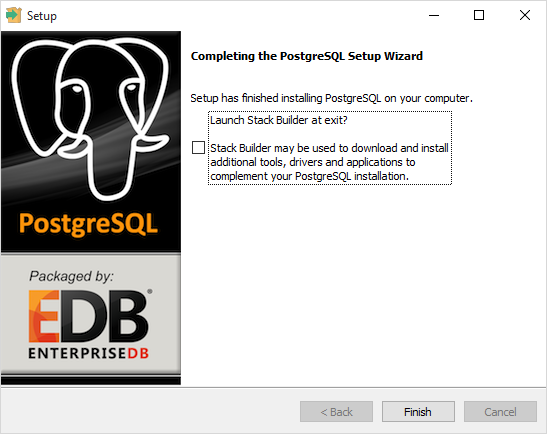 Setup
Completing the PostgreSQL Setup Wizard
Setup has finished installing PostgreSQL on your computer.
Launch Stack Builder at exit?
Stack Builder may be used to download and install
additional tools, drivers and applications to
complement your PostgreSQL installation.
PostgreSQL
Packaged by:
EDB®
ENTERPRISEDB
< Back
Finish
Cancel